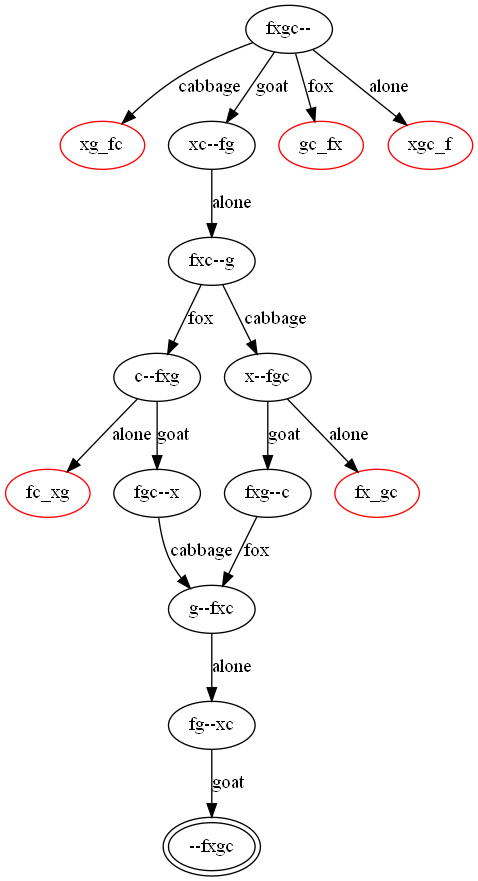 fxgc--
cabbage
goat
fox
alone
xg_fc
xc--fg
gc_fx
xgc_f
alone
fxc--g
fox
cabbage
c--fxg
x--fgc
alone
goat
goat
alone
fc_xg
fgc--x
fxg--c
fx_gc
cabbage
fox
g--fxc
alone
fg--xc
goat
--fxgc